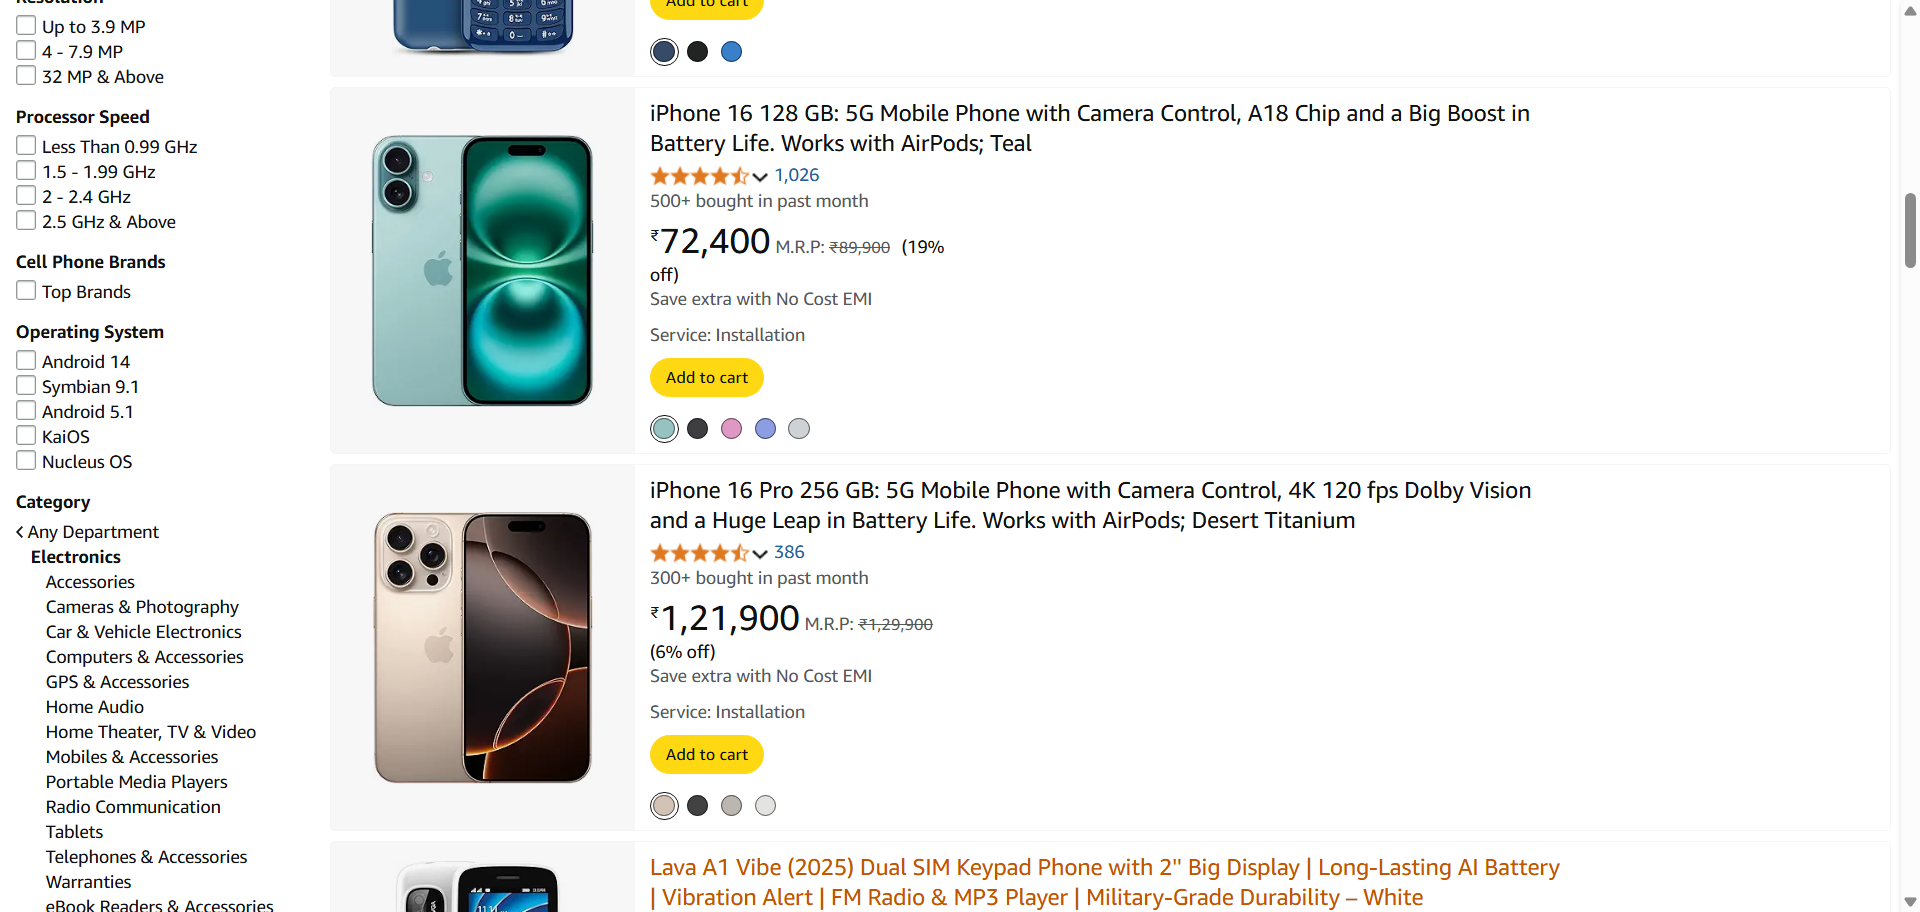 Resolution
Up to 3.9 MP
4 - 7.9 MP
32 MP & Above
Processor Speed
Less Than 0.99 GHz
1.5 - 1.99 GHz
2 - 2.4 GHz
2.5 GHz & Above
Cell Phone Brands
Top Brands
Operating System
Android 14
Symbian 9.1
Android 5.1
KaiOS
Nucleus OS
Category
Any Department
Electronics
Accessories
Cameras & Photography
Car & Vehicle Electronics
Computers & Accessories
GPS & Accessories
Home Audio
Home Theater, TV & Video
Mobiles & Accessories
Portable Media Players
Radio Communication
Tablets
Telephones & Accessories
Warranties
eBook Readers & Accessories
Add to cart
iPhone 16 128 GB: 5G Mobile Phone with Camera Control, A18 Chip and a Big Boost in
Battery Life. Works with AirPods; Teal
1,026
500+ bought in past month
₹72,400 M.R.P: ₹89,900 (19%
off)
Save extra with No Cost EMI
Service: Installation
Add to cart
iPhone 16 Pro 256 GB: 5G Mobile Phone with Camera Control, 4K 120 fps Dolby Vision
and a Huge Leap in Battery Life. Works with AirPods; Desert Titanium
386
300+ bought in past month
₹1,21,900 M.R.P: ₹1,29,900
(6% off)
Save extra with No Cost EMI
Service: Installation
Add to cart
Lava A1 Vibe (2025) Dual SIM Keypad Phone with 2" Big Display | Long-Lasting AI Battery
| Vibration Alert | FM Radio & MP3 Player | Military-Grade Durability – White